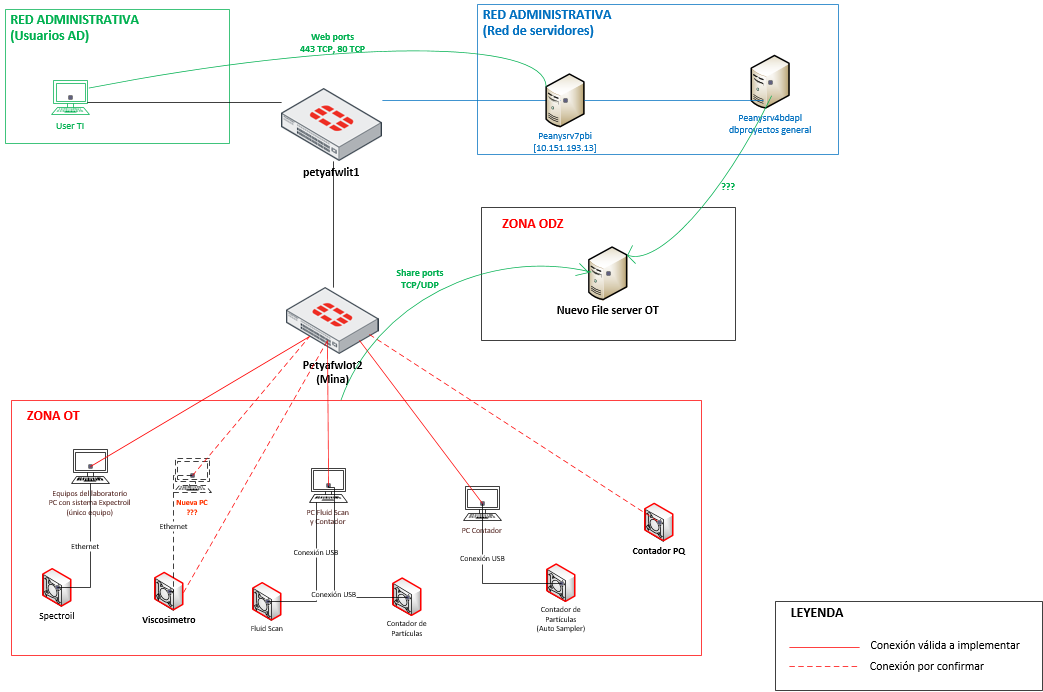 RED ADMINISTRATIVA
(Usuarios AD)
User TI
Web ports
443 TCP, 80 TCP
RED ADMINISTRATIVA
(Red de servidores)
Peanysrv7pbi
[10.151.193.13]
Peanysrv4bdapl
dbproyectos general
petyafwlit1
???
ZONA ODZ
Nuevo File server OT
Share ports
TCP/UDP
Petyafwlot2
(Mina)
ZONA OT
Equipos del laboratorio
PC con sistema Expectroil
(único equipo)
Ethernet
Spectroil
Nueva PC
???
Ethernet
Viscosimetro
PC Fluid Scan
y Contador
Conexión USB
Conexión USB
Fluid Scan
Contador de
Partículas
PC Contador
Conexión USB
Contador de
Partículas
(Auto Sampler)
Contador PQ
LEYENDA
Conexión válida a implementar
Conexión por confirmar